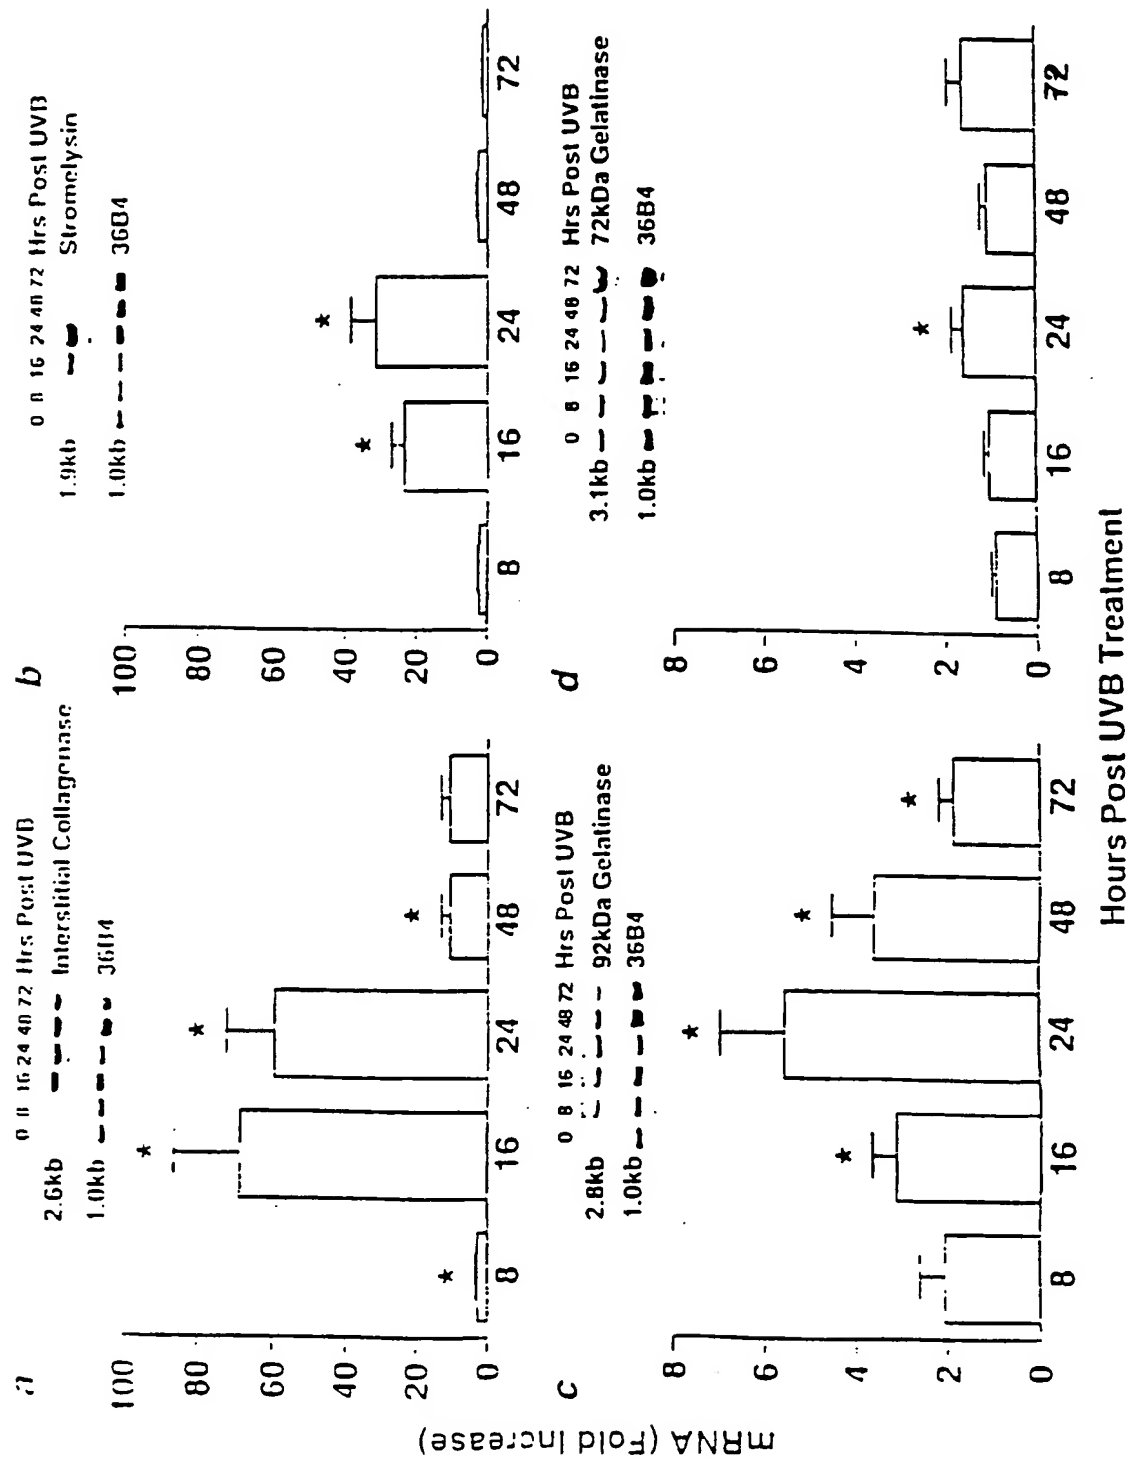 a
0 8 16 24 48 72 Hrs Post UVB
2.6kb Interstitial Collagenase
1.0kb 36B4
100
80
60
40
20
0
* * * *
8 16 24 48 72
b
0 8 16 24 48 72 Hrs Post UVB
1.9kb Stromelysin
1.0kb 36B4
100
80
60
40
20
0
* *
8 16 24 48 72
c
0 8 16 24 48 72 Hrs Post UVB
2.8kb 92kDa Gelatinase
1.0kb 36B4
8
6
4
2
0
* * * *
8 16 24 48 72
d
0 8 16 24 48 72 Hrs Post UVB
3.1kb 72kDa Gelatinase
1.0kb 36B4
8
6
4
2
0
*
8 16 24 48 72
mRNA (Fold Increase)
Hours Post UVB Treatment